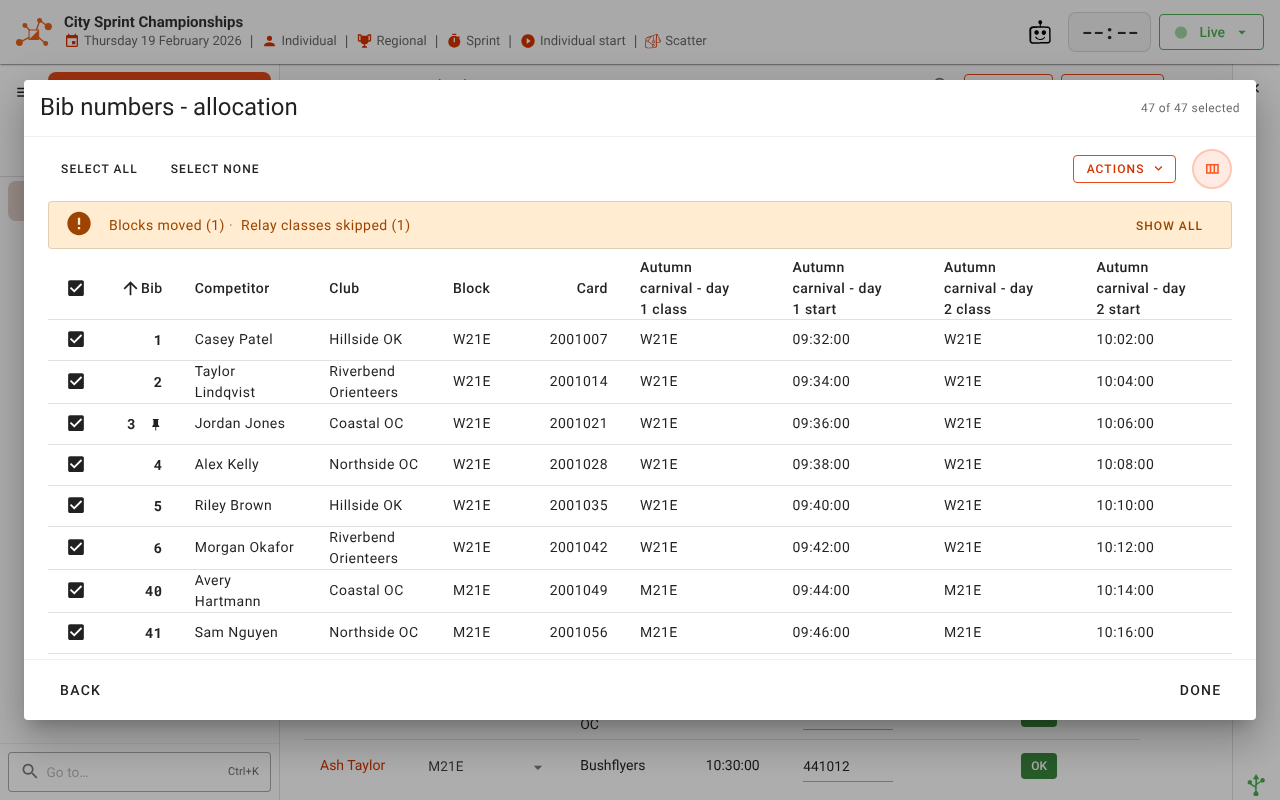 City Sprint Championships
Thursday 19 February 2026 | Individual | Regional | Sprint | Individual start | Scatter
--:--
Live
Bib numbers - allocation
47 of 47 selected
SELECT ALL SELECT NONE
ACTIONS
Blocks moved (1) · Relay classes skipped (1)
SHOW ALL
Bib Competitor Club Block Card Autumn carnival - day 1 class Autumn carnival - day 1 start Autumn carnival - day 2 class Autumn carnival - day 2 start
1 Casey Patel Hillside OK W21E 2001007 W21E 09:32:00 W21E 10:02:00
2 Taylor Lindqvist Riverbend Orienteers W21E 2001014 W21E 09:34:00 W21E 10:04:00
3 Jordan Jones Coastal OC W21E 2001021 W21E 09:36:00 W21E 10:06:00
4 Alex Kelly Northside OC W21E 2001028 W21E 09:38:00 W21E 10:08:00
5 Riley Brown Hillside OK W21E 2001035 W21E 09:40:00 W21E 10:10:00
6 Morgan Okafor Riverbend Orienteers W21E 2001042 W21E 09:42:00 W21E 10:12:00
40 Avery Hartmann Coastal OC M21E 2001049 M21E 09:44:00 M21E 10:14:00
41 Sam Nguyen Northside OC M21E 2001056 M21E 09:46:00 M21E 10:16:00
BACK
DONE
OC
Ash Taylor M21E Bushflyers 10:30:00 441012 OK
Go to... Ctrl+K